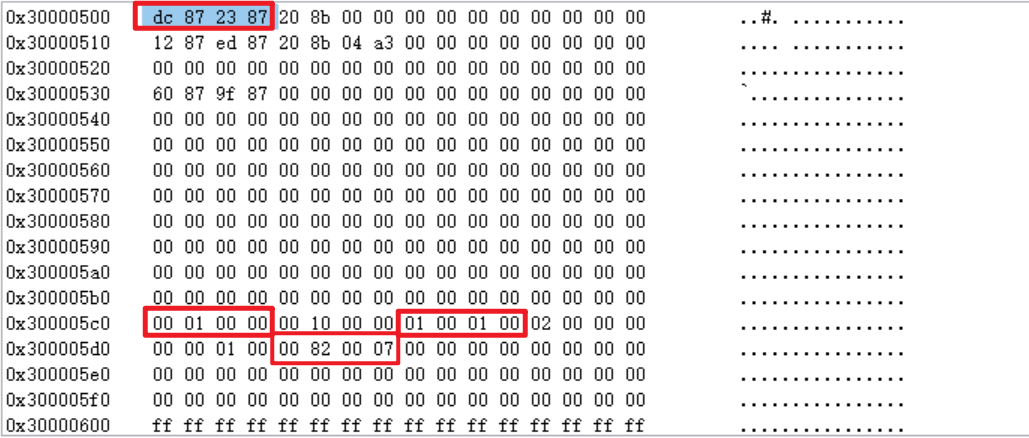 0x30000500 dc 87 23 87 20 8b 00 00 00 00 00 00 00 00 00 00 ..#. ...........
0x30000510 12 87 ed 87 20 8b 04 a3 00 00 00 00 00 00 00 00 .... ...........
0x30000520 00 00 00 00 00 00 00 00 00 00 00 00 00 00 00 00 ................
0x30000530 60 87 9f 87 00 00 00 00 00 00 00 00 00 00 00 00 `...............
0x30000540 00 00 00 00 00 00 00 00 00 00 00 00 00 00 00 00 ................
0x30000550 00 00 00 00 00 00 00 00 00 00 00 00 00 00 00 00 ................
0x30000560 00 00 00 00 00 00 00 00 00 00 00 00 00 00 00 00 ................
0x30000570 00 00 00 00 00 00 00 00 00 00 00 00 00 00 00 00 ................
0x30000580 00 00 00 00 00 00 00 00 00 00 00 00 00 00 00 00 ................
0x30000590 00 00 00 00 00 00 00 00 00 00 00 00 00 00 00 00 ................
0x300005a0 00 00 00 00 00 00 00 00 00 00 00 00 00 00 00 00 ................
0x300005b0 00 00 00 00 00 00 00 00 00 00 00 00 00 00 00 00 ................
0x300005c0 00 01 00 00 00 10 00 00 01 00 01 00 02 00 00 00 ................
0x300005d0 00 00 01 00 00 82 00 07 00 00 00 00 00 00 00 00 ................
0x300005e0 00 00 00 00 00 00 00 00 00 00 00 00 00 00 00 00 ................
0x300005f0 00 00 00 00 00 00 00 00 00 00 00 00 00 00 00 00 ................
0x30000600 ff ff ff ff ff ff ff ff ff ff ff ff ff ff ff ff ................